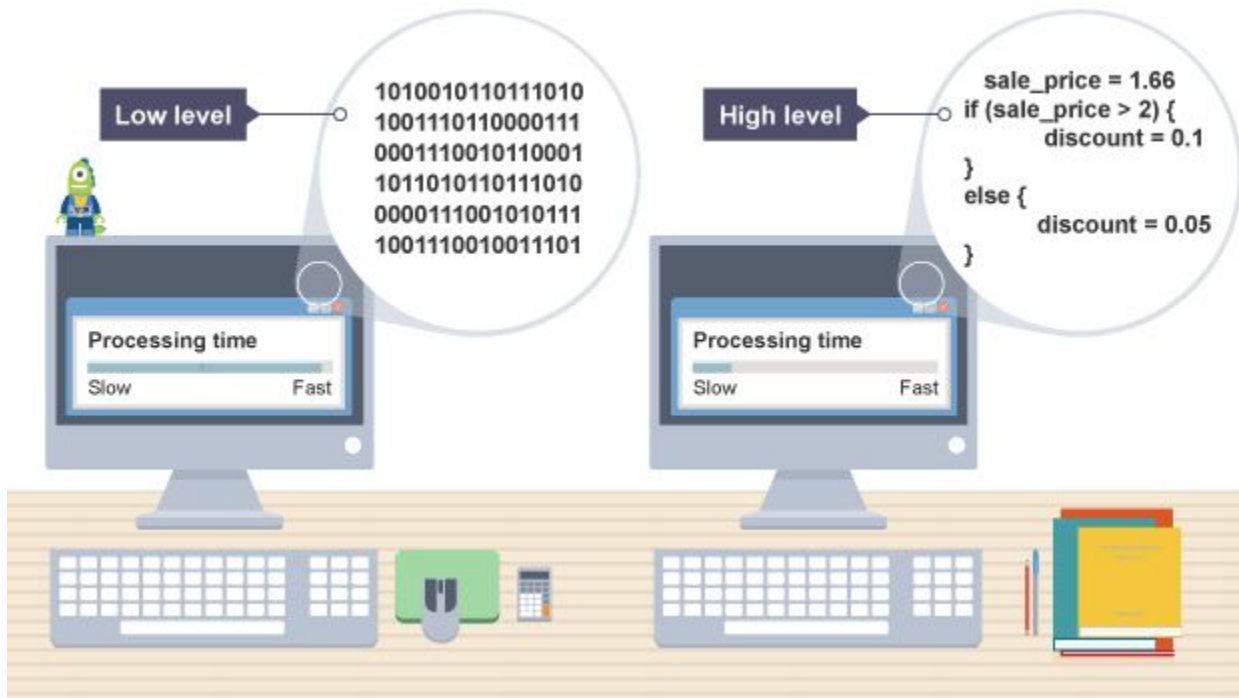 Low level
1010010110111010
1001110110000111
0001110010110001
1011010110111010
0000111001010111
1001110010011101
Processing time
Slow Fast
High level
sale_price = 1.66
if (sale_price > 2) {
discount = 0.1
}
else {
discount = 0.05
}
Processing time
Slow Fast